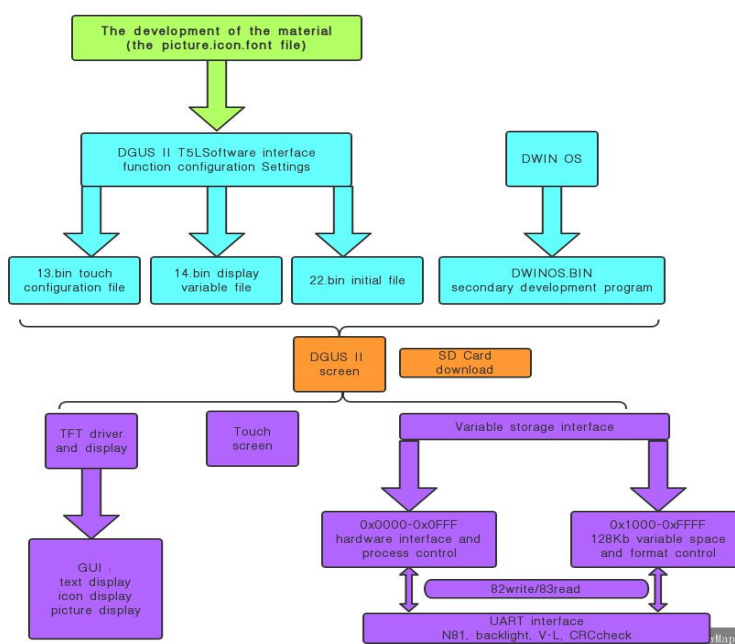 The development of the material
(the picture.icon.font file)
DGUS II T5LSoftware interface
function configuration Settings
DWIN OS
13.bin touch
configuration file
14.bin display
variable file
22.bin initial file
DWINOS.BIN
secondary development program
DGUS II
screen
SD Card
download
TFT driver
and display
Touch
screen
Variable storage interface
0x0000-0x0FFF
hardware interface and
process control
0x1000-0xFFFF
128Kb variable space
and format control
GUI .
text display
icon display
picture display
82write/83read
UART interface
N81, backlight, V-L, CRCcheck